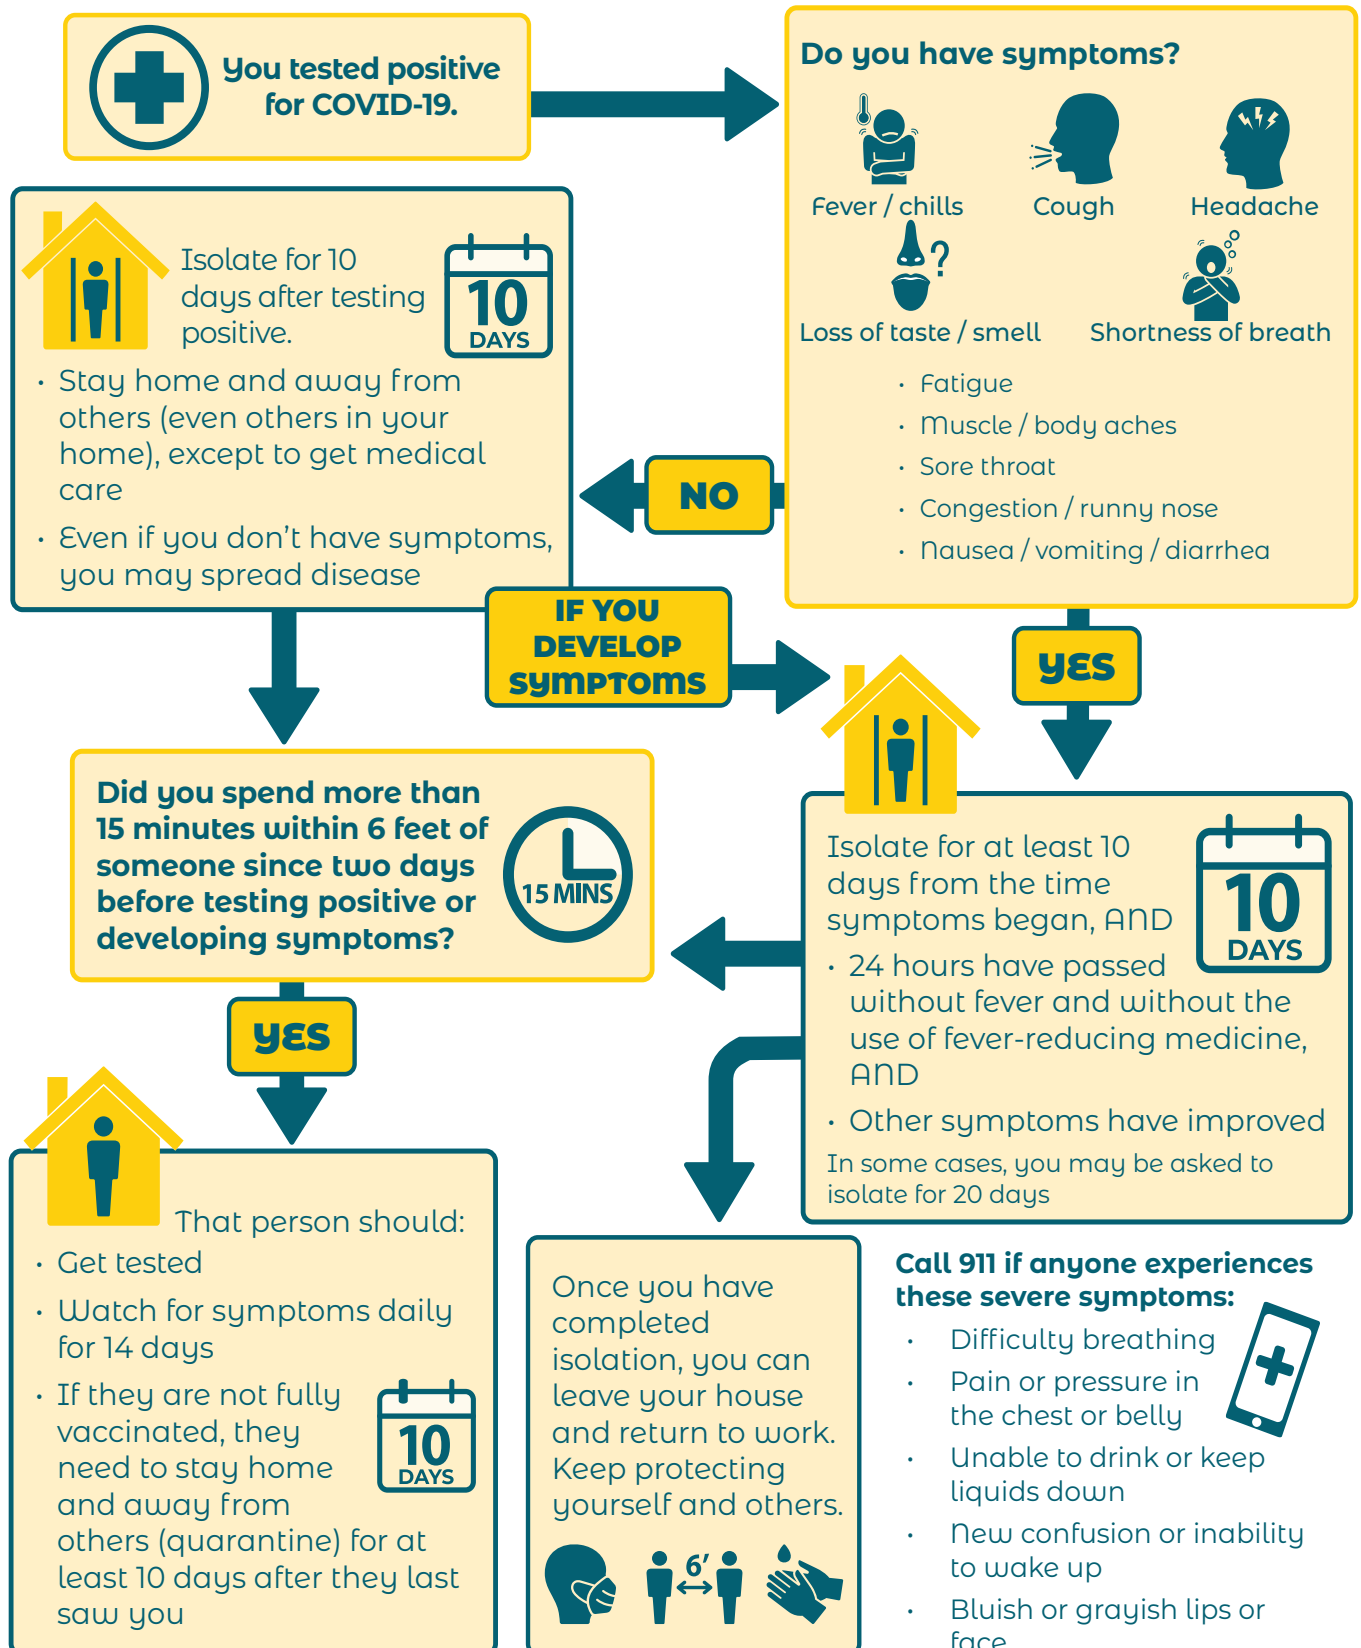 You tested positive
for COVID-19.
Do you have symptoms?
Fever / chills
Cough
Headache
Loss of taste / smell
?
Shortness of breath
• Fatigue
• Muscle / body aches
• Sore throat
• Congestion / runny nose
• Nausea / vomiting / diarrhea
NO
YES
Isolate for 10
days after testing
positive.
10
DAYS
• Stay home and away from
others (even others in your
home), except to get medical
care
• Even if you don't have symptoms,
you may spread disease
IF YOU
DEVELOP
SYMPTOMS
Did you spend more than
15 minutes within 6 feet of
someone since two days
before testing positive or
developing symptoms?
15 MINS
YES
Isolate for at least 10
days from the time
symptoms began, AND
10
DAYS
• 24 hours have passed
without fever and without the
use of fever-reducing medicine,
AND
• Other symptoms have improved
In some cases, you may be asked to
isolate for 20 days
That person should:
• Get tested
• Watch for symptoms daily
for 14 days
• If they are not fully
vaccinated, they
need to stay home
and away from
others (quarantine) for at
least 10 days after they last
saw you
10
DAYS
Once you have
completed
isolation, you can
leave your house
and return to work.
Keep protecting
yourself and others.
6'
Call 911 if anyone experiences
these severe symptoms:
• Difficulty breathing
• Pain or pressure in
the chest or belly
• Unable to drink or keep
liquids down
• New confusion or inability
to wake up
• Bluish or grayish lips or
face